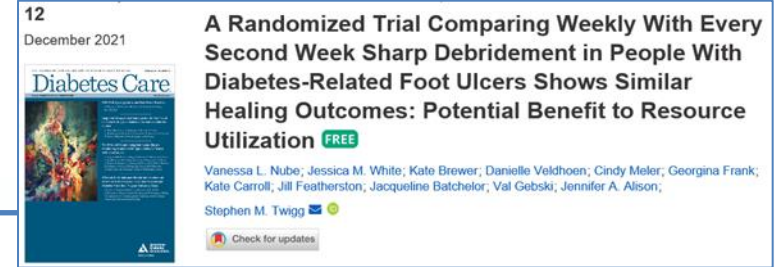 12
December 2021
Diabetes Care
A Randomized Trial Comparing Weekly With Every
Second Week Sharp Debridement in People With
Diabetes-Related Foot Ulcers Shows Similar
Healing Outcomes: Potential Benefit to Resource
Utilization FREE
Vanessa L. Nube; Jessica M. White; Kate Brewer; Danielle Veldhoen; Cindy Meler; Georgina Frank;
Kate Carroll; Jill Featherston; Jacqueline Batchelor; Val Gebski; Jennifer A. Alison;
Stephen M. Twigg
Check for updates